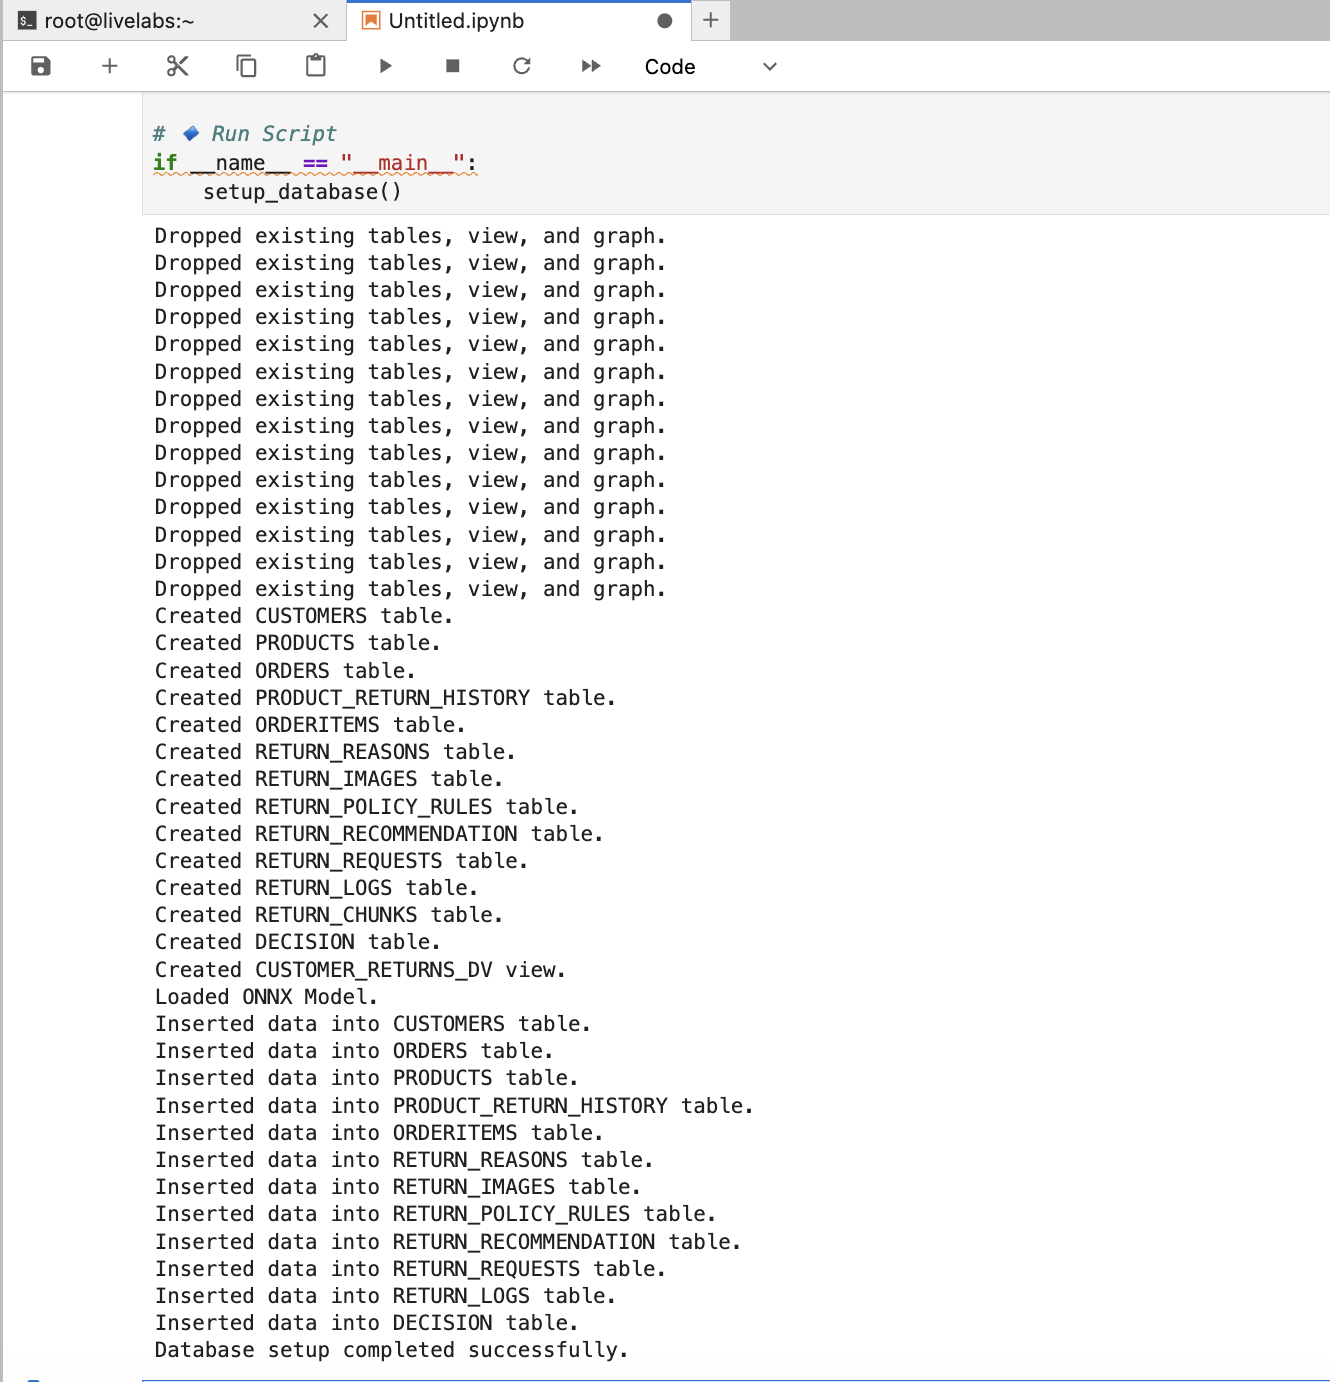 root@livelabs:~
Untitled.ipynb
Code
# 🔹 Run Script
if __name__ == "__main__":
    setup_database()
Dropped existing tables, view, and graph.
Dropped existing tables, view, and graph.
Dropped existing tables, view, and graph.
Dropped existing tables, view, and graph.
Dropped existing tables, view, and graph.
Dropped existing tables, view, and graph.
Dropped existing tables, view, and graph.
Dropped existing tables, view, and graph.
Dropped existing tables, view, and graph.
Dropped existing tables, view, and graph.
Dropped existing tables, view, and graph.
Dropped existing tables, view, and graph.
Dropped existing tables, view, and graph.
Dropped existing tables, view, and graph.
Created CUSTOMERS table.
Created PRODUCTS table.
Created ORDERS table.
Created PRODUCT_RETURN_HISTORY table.
Created ORDERITEMS table.
Created RETURN_REASONS table.
Created RETURN_IMAGES table.
Created RETURN_POLICY_RULES table.
Created RETURN_RECOMMENDATION table.
Created RETURN_REQUESTS table.
Created RETURN_LOGS table.
Created RETURN_CHUNKS table.
Created DECISION table.
Created CUSTOMER_RETURNS_DV view.
Loaded ONNX Model.
Inserted data into CUSTOMERS table.
Inserted data into ORDERS table.
Inserted data into PRODUCTS table.
Inserted data into PRODUCT_RETURN_HISTORY table.
Inserted data into ORDERITEMS table.
Inserted data into RETURN_REASONS table.
Inserted data into RETURN_IMAGES table.
Inserted data into RETURN_POLICY_RULES table.
Inserted data into RETURN_RECOMMENDATION table.
Inserted data into RETURN_REQUESTS table.
Inserted data into RETURN_LOGS table.
Inserted data into DECISION table.
Database setup completed successfully.